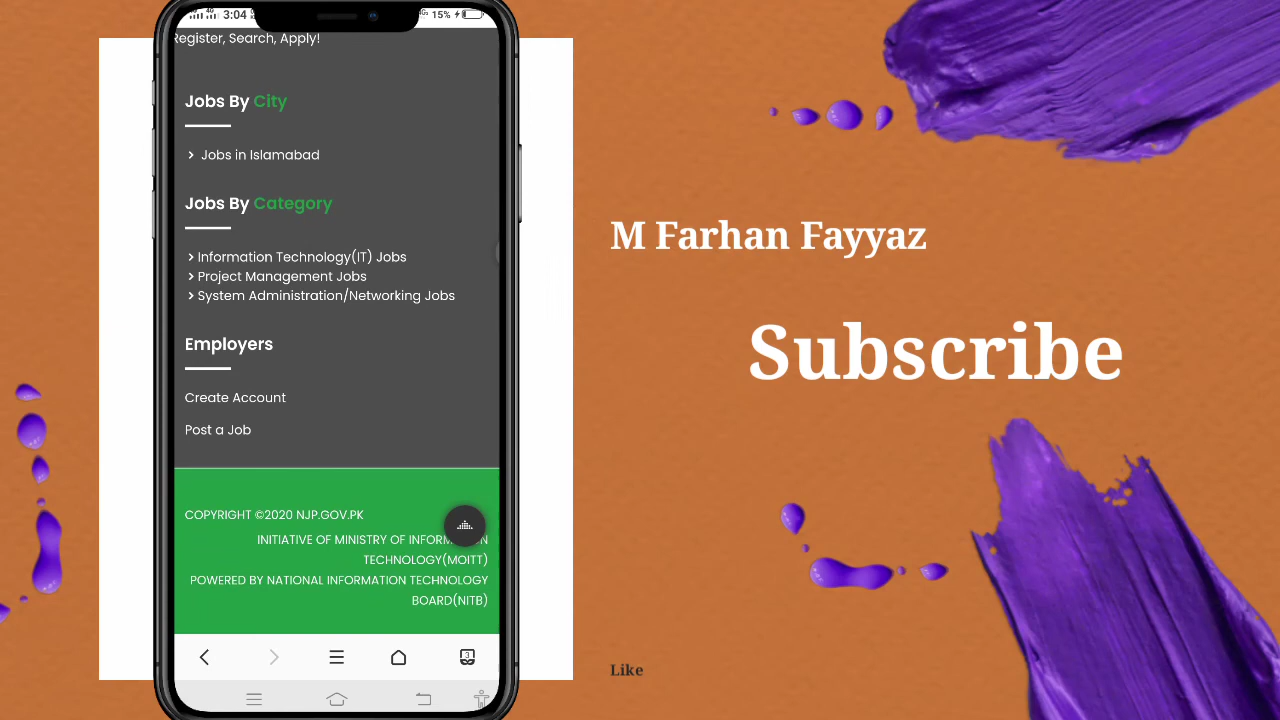 3:04
15%
Register, Search, Apply!
Jobs By City
Jobs in Islamabad
Jobs By Category
Information Technology(IT) Jobs
Project Management Jobs
System Administration/Networking Jobs
Employers
Create Account
Post a Job
COPYRIGHT ©2020 NJP.GOV.PK
INITIATIVE OF MINISTRY OF
TECHNOLOGY(MOITT)
POWERED BY NATIONAL INFORMATION TECHNOLOGY
BOARD(NITB)
3
M Farhan Fayyaz
Subscribe
Like